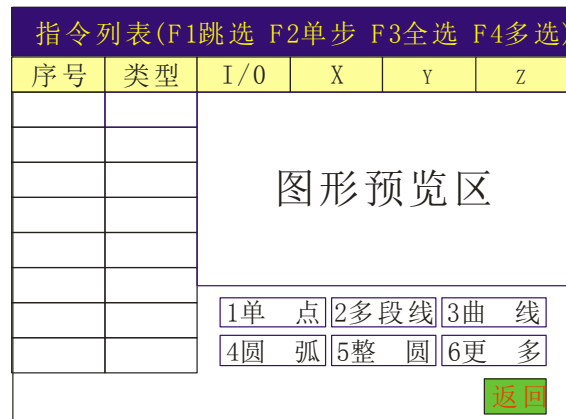 指令列表(F1跳选 F2单步 F3全选 F4多选)
序号 类型 I/0 X Y Z
图形预览区
1单 点 2多段线 3曲 线
4圆 弧 5整 圆 6更 多
返回